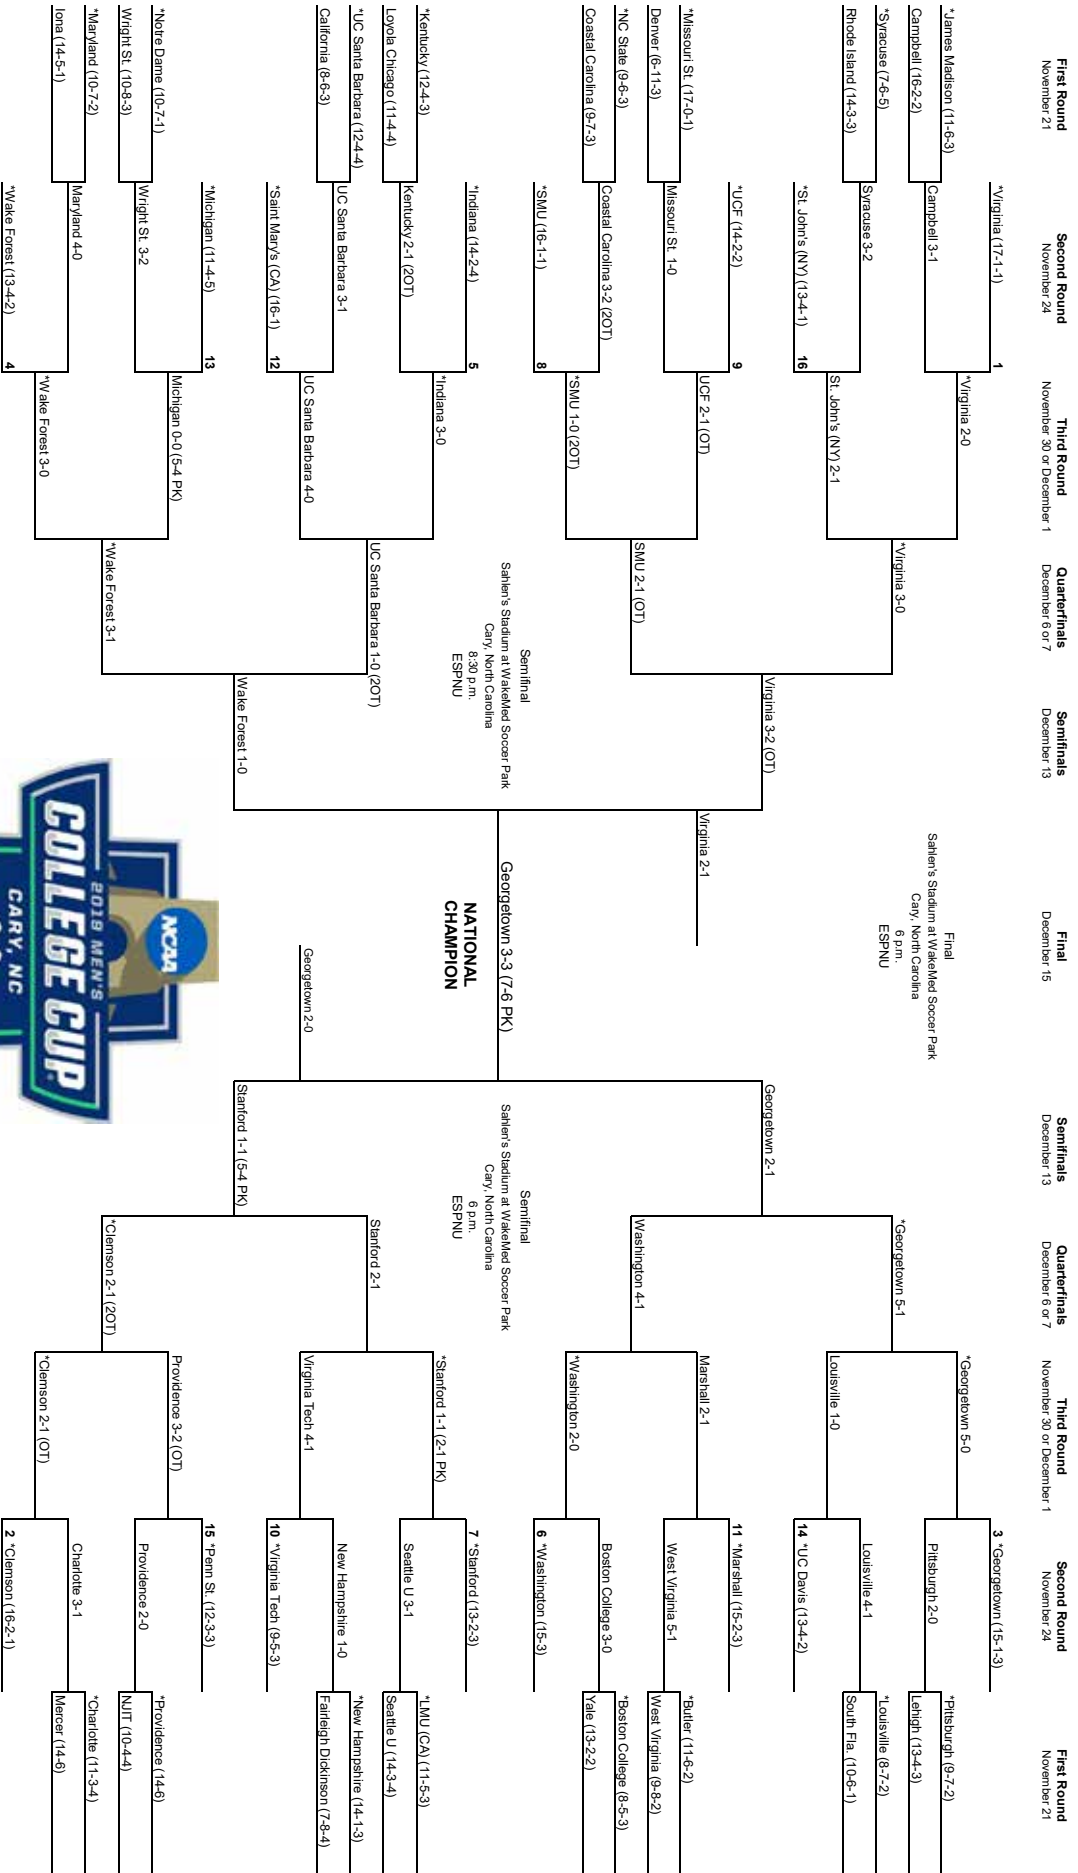 First Round
November 21
Second Round
November 24
Third Round
November 30 or December 1
Quarterfinals
December 6 or 7
Semifinals
December 13
Final
December 15
Semifinals
December 13
Quarterfinals
December 6 or 7
Third Round
November 30 or December 1
Second Round
November 24
First Round
November 21
*James Madison (11-6-3)
Campbell (16-2-2)
*Syracuse (7-6-5)
Rhode Island (14-3-3)
*Missouri St. (17-0-1)
Denver (6-11-3)
*NC State (9-6-3)
Coastal Carolina (9-7-3)
*Kentucky (12-4-3)
Loyola Chicago (11-4-4)
*UC Santa Barbara (12-4-4)
California (8-6-3)
*Notre Dame (10-7-1)
Wright St. (10-8-3)
*Maryland (10-7-2)
Iona (14-5-1)
*Virginia (17-1-1)
1
Campbell 3-1
Syracuse 3-2
*St. John's (NY) (13-4-1)
16
*UCF (14-2-2)
9
Missouri St. 1-0
Coastal Carolina 3-2 (2OT)
*SMU (16-1-1)
8
*Indiana (14-2-4)
5
Kentucky 2-1 (2OT)
UC Santa Barbara 3-1
*Saint Mary's (CA) (16-1)
12
*Michigan (11-4-5)
13
Wright St. 3-2
Maryland 4-0
*Wake Forest (13-4-2)
4
*Virginia 2-0
St. John's (NY) 2-1
UCF 2-1 (OT)
*SMU 1-0 (2OT)
*Indiana 3-0
UC Santa Barbara 4-0
Michigan 0-0 (5-4 PK)
*Wake Forest 3-0
*Virginia 3-0
SMU 2-1 (OT)
UC Santa Barbara 1-0 (2OT)
*Wake Forest 3-1
Semifinal
Sahlen's Stadium at WakeMed Soccer Park
Cary, North Carolina
8:30 p.m.
ESPNU
Virginia 3-2 (OT)
Wake Forest 1-0
Virginia 2-1
Final
Sahlen's Stadium at WakeMed Soccer Park
Cary, North Carolina
6 p.m.
ESPNU
Georgetown 3-3 (7-6 PK)
NATIONAL
CHAMPION
Georgetown 2-0
NCAA
2019 MEN'S
COLLEGE CUP
CARY, NC
Georgetown 2-1
Stanford 1-1 (5-4 PK)
Semifinal
Sahlen's Stadium at WakeMed Soccer Park
Cary, North Carolina
6 p.m.
ESPNU
*Georgetown 5-1
Washington 4-1
Stanford 2-1
*Clemson 2-1 (2OT)
*Georgetown 5-0
Louisville 1-0
Marshall 2-1
*Washington 2-0
*Stanford 1-1 (2-1 PK)
Virginia Tech 4-1
Providence 3-2 (OT)
*Clemson 2-1 (OT)
3 *Georgetown (15-1-3)
Pittsburgh 2-0
Louisville 4-1
14 *UC Davis (13-4-2)
11 *Marshall (15-2-3)
West Virginia 5-1
Boston College 3-0
6 *Washington (15-3)
7 *Stanford (13-2-3)
Seattle U 3-1
New Hampshire 1-0
10 *Virginia Tech (9-5-3)
15 *Penn St. (12-3-3)
Providence 2-0
Charlotte 3-1
2 *Clemson (16-2-1)
*Pittsburgh (9-7-2)
Lehigh (13-4-3)
*Louisville (8-7-2)
South Fla. (10-6-1)
*Butler (11-6-2)
West Virginia (9-8-2)
*Boston College (8-5-3)
Yale (13-2-2)
*LMU (CA) (11-5-3)
Seattle U (14-3-4)
*New Hampshire (14-1-3)
Fairleigh Dickinson (7-8-4)
*Providence (14-6)
NJIT (10-4-4)
*Charlotte (11-3-4)
Mercer (14-6)